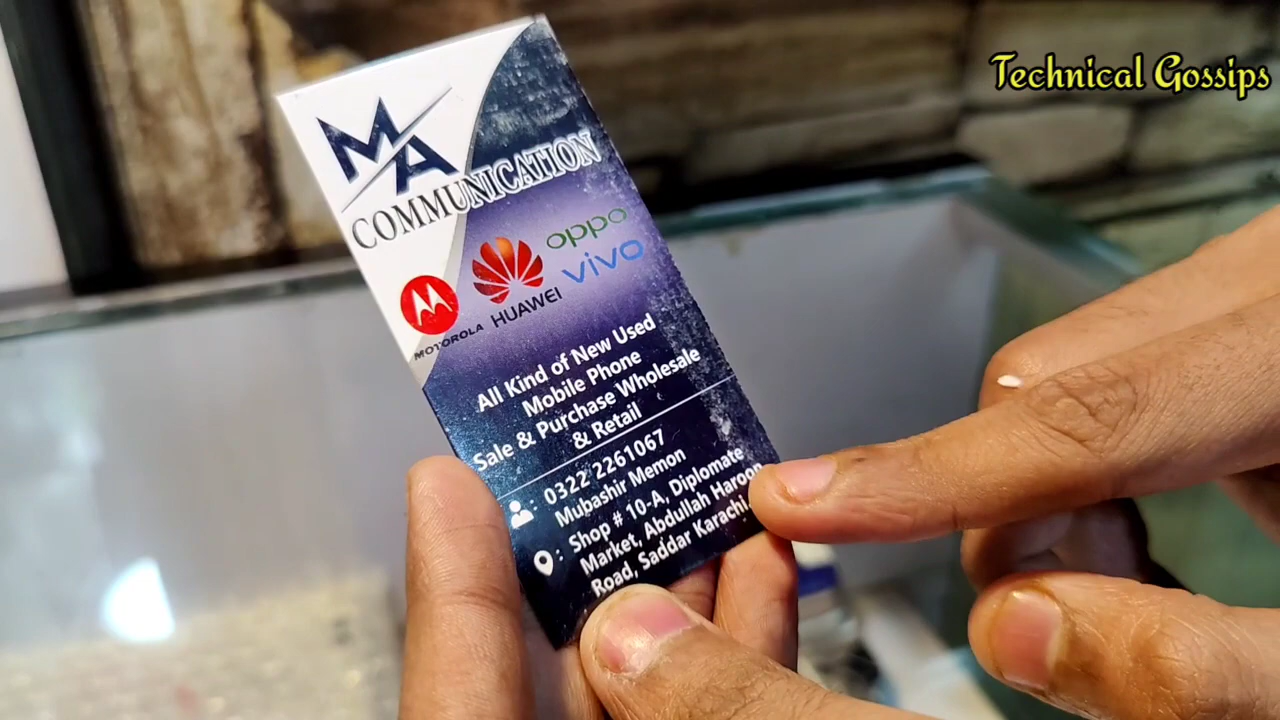 Technical Gossips
MA
COMMUNICATION
oppo
vivo
HUAWEI
MOTOROLA
All Kind of New Used
Mobile Phone
Sale & Purchase Wholesale
& Retail
: 0322 2261067
Mubashir Memon
: Shop # 10-A, Diplomate
Market, Abdullah Haroon
Road, Saddar Karachi.